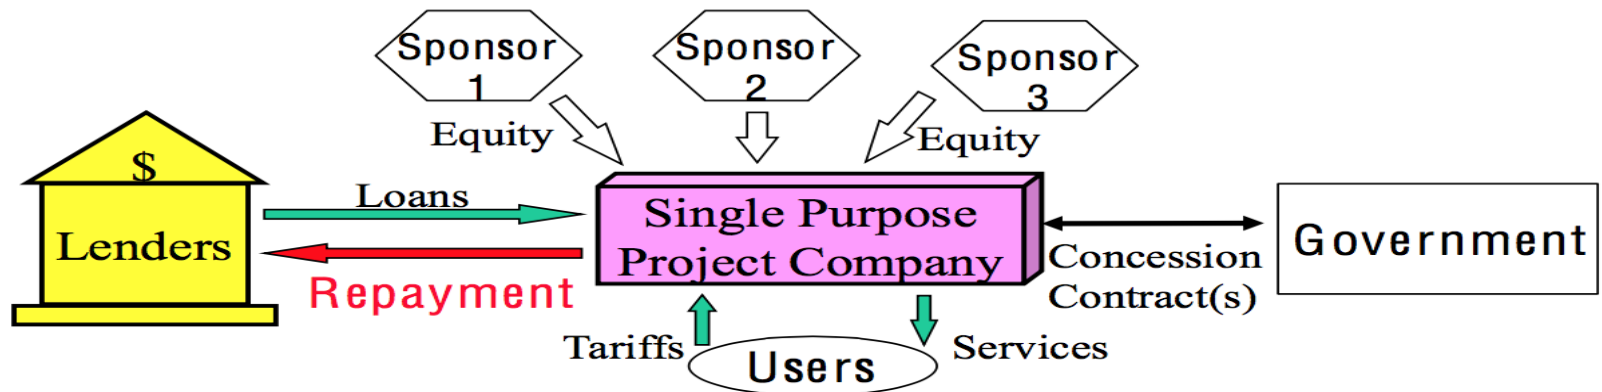 Sponsor
1
Sponsor
2
Sponsor
3
Equity
Equity
$
Lenders
Loans
Repayment
Single Purpose
Project Company
Concession
Contract(s)
Government
Tariffs
Users
Services